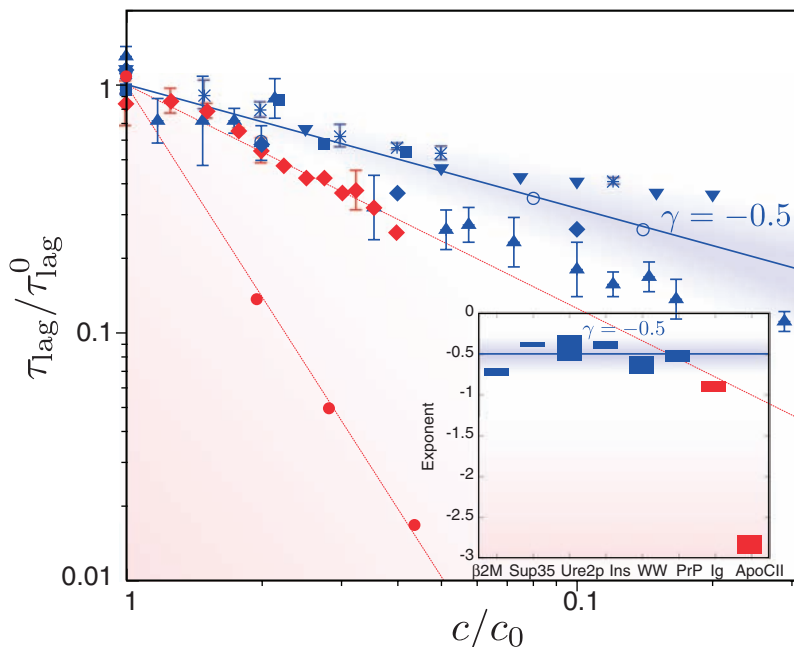 1
0.1
0.01
τlag/τ⁰lag
γ = −0.5
1
0.1
c/c₀
0
-0.5
-1
-1.5
-2
-2.5
-3
Exponent
γ = −0.5
β2M Sup35 Ure2p Ins WW PrP Ig ApoCII